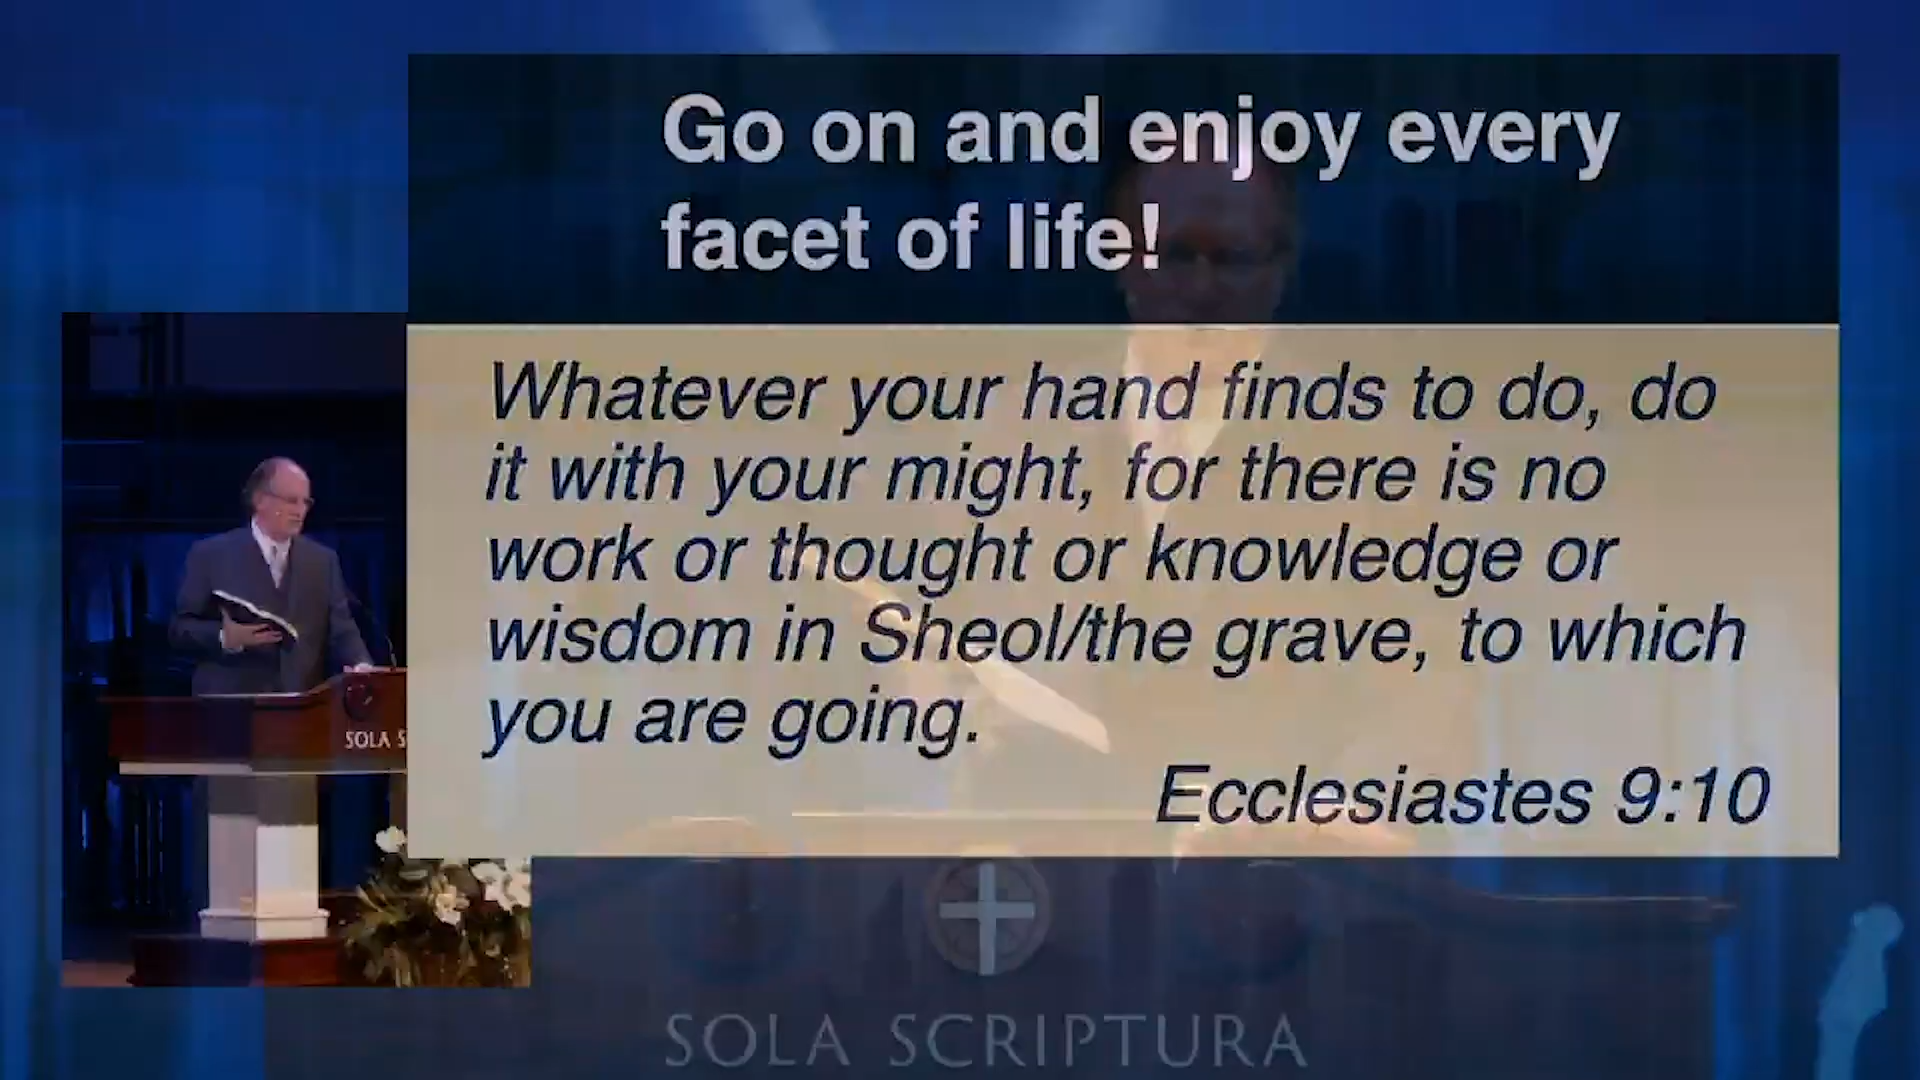 Go on and enjoy every
facet of life!
Whatever your hand finds to do, do
it with your might, for there is no
work or thought or knowledge or
wisdom in Sheol/the grave, to which
you are going.
Ecclesiastes 9:10
SOLA S
SOLA SCRIPTURA